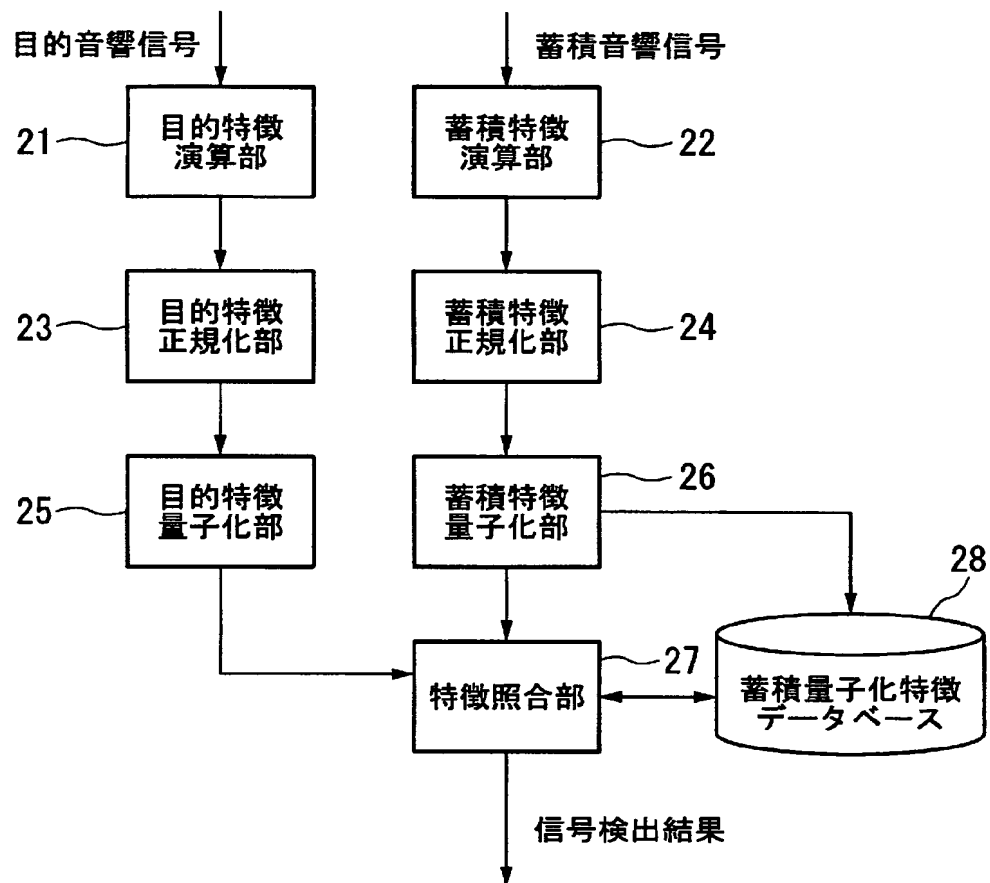 目的音響信号
蓄積音響信号
21
目的特徴
演算部
蓄積特徴
演算部
22
23
目的特徴
正規化部
蓄積特徴
正規化部
24
25
目的特徴
量子化部
蓄積特徴
量子化部
26
28
特徴照合部
27
蓄積量子化特徴
データベース
信号検出結果